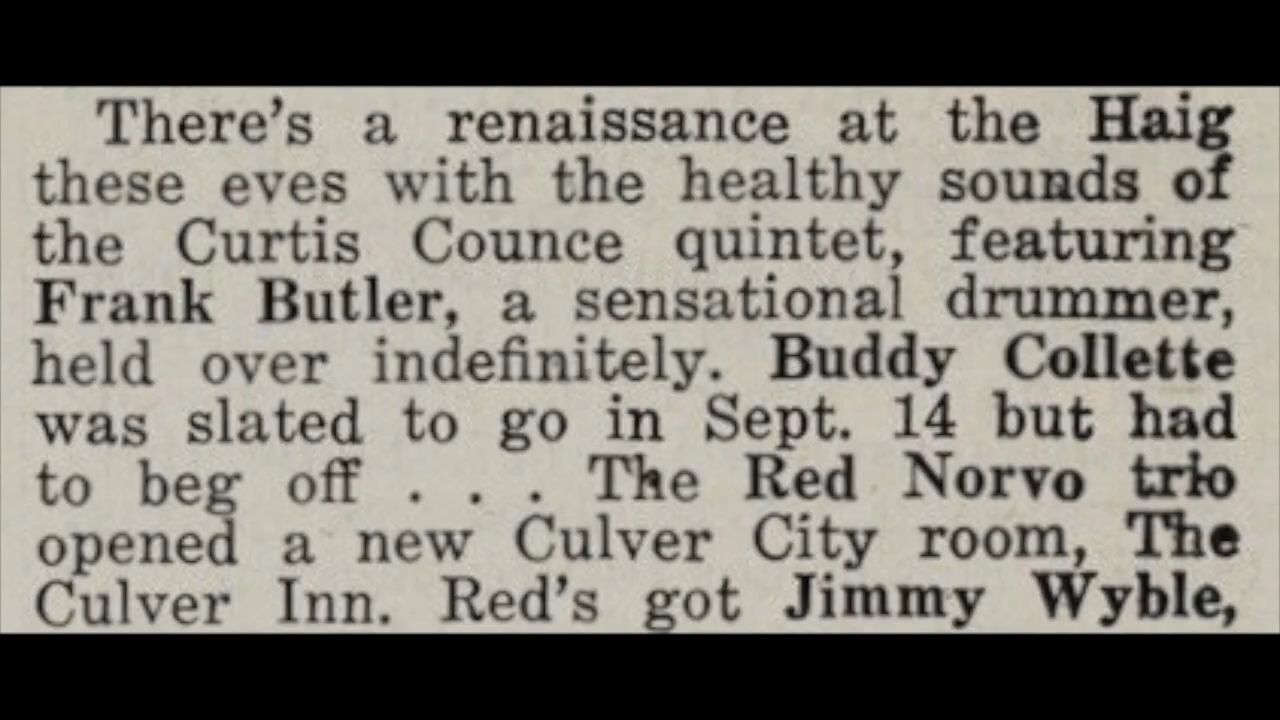 There's a renaissance at the Haig
these eves with the healthy sounds of
the Curtis Counce quintet, featuring
Frank Butler, a sensational drummer,
held over indefinitely. Buddy Collette
was slated to go in Sept. 14 but had
to beg off . . . The Red Norvo trio
opened a new Culver City room, The
Culver Inn. Red's got Jimmy Wyble,